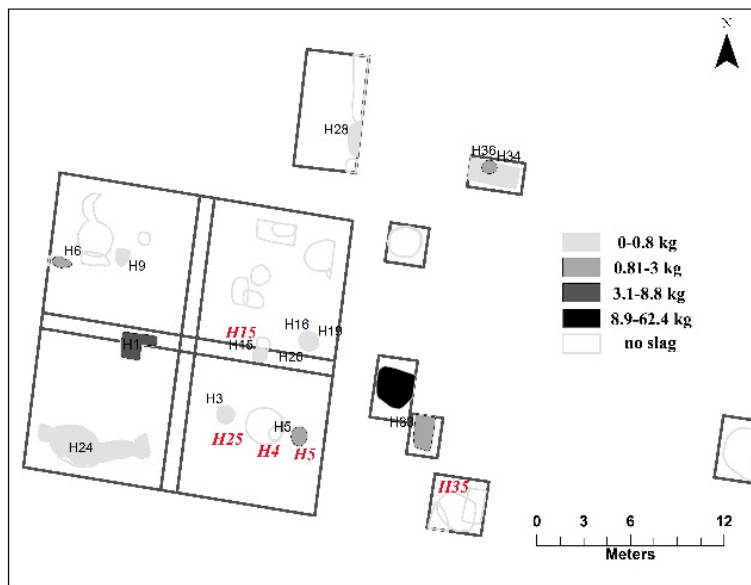 N
H28
H36
H34
H6
H9
0-0.8 kg
0.81-3 kg
3.1-8.8 kg
8.9-62.4 kg
no slag
H15
H16
H19
H1
H15
H26
H3
H5
H24
H25
H4
H5
H35
0 3 6 12
Meters